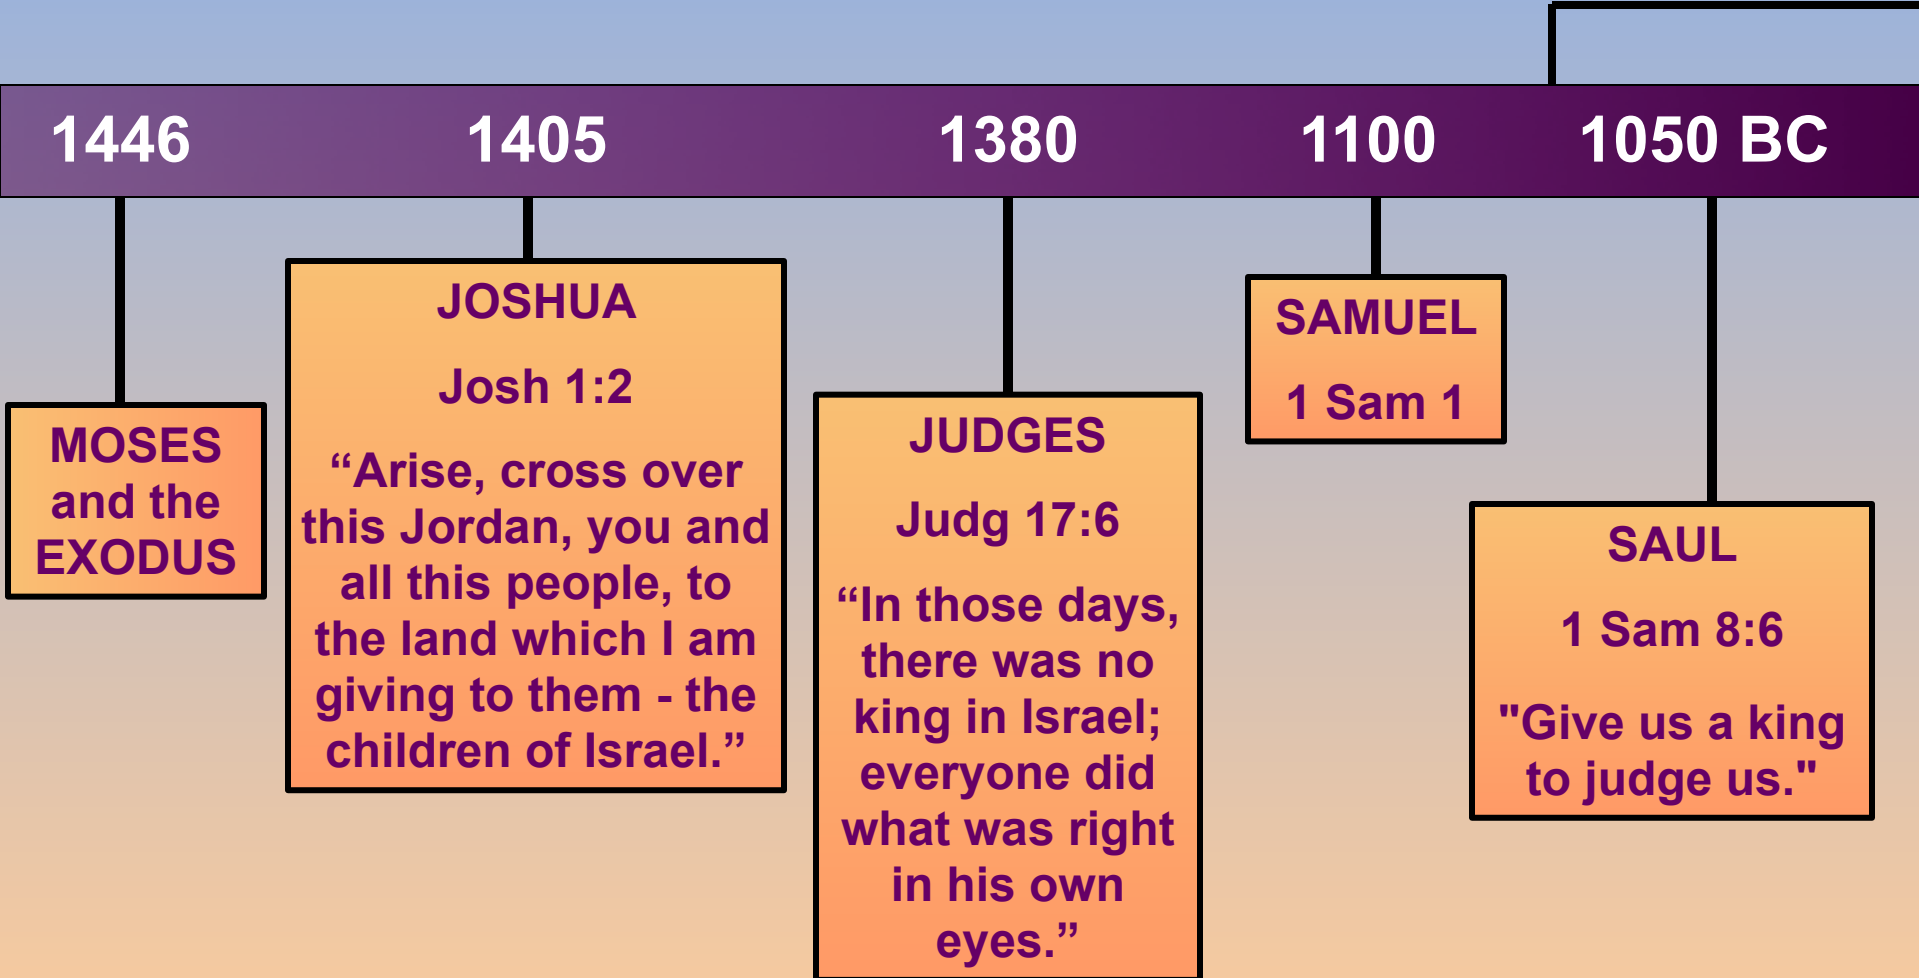 1446 1405 1380 1100 1050 BC
MOSES
and the
EXODUS
JOSHUA
Josh 1:2
“Arise, cross over
this Jordan, you and
all this people, to
the land which I am
giving to them - the
children of Israel.”
JUDGES
Judg 17:6
“In those days,
there was no
king in Israel;
everyone did
what was right
in his own
eyes.”
SAMUEL
1 Sam 1
SAUL
1 Sam 8:6
"Give us a king
to judge us."